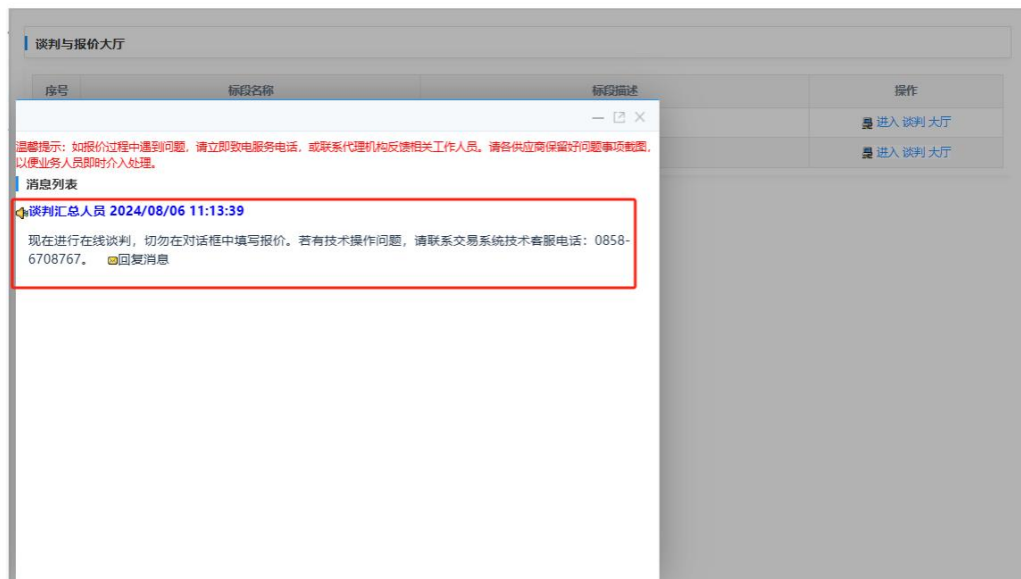 谈判与报价大厅
序号 标段名称 标段描述 操作
进入 谈判 大厅
进入 谈判 大厅
温馨提示：如报价过程中遇到问题，请立即致电服务电话，或联系代理机构反馈相关工作人员。请各供应商保留好问题事项截图，
以便业务人员即时介入处理。
消息列表
谈判汇总人员 2024/08/06 11:13:39
现在进行在线谈判，切勿在对话框中填写报价。若有技术操作问题，请联系交易系统技术客服电话：0858-
6708767。 回复消息